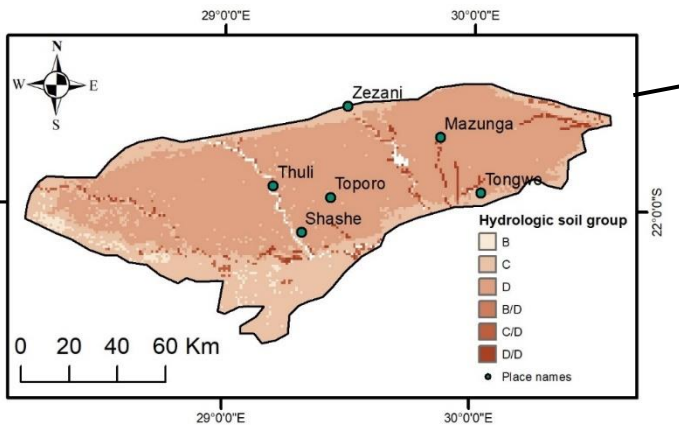 29°0'0"E 30°0'0"E
N
W E
S
Zezani
Mazunga
Thuli
Toporo
Tongwe
Shashe
22°0'0"S
Hydrologic soil group
B
C
D
B/D
C/D
D/D
Place names
0 20 40 60 Km
29°0'0"E 30°0'0"E